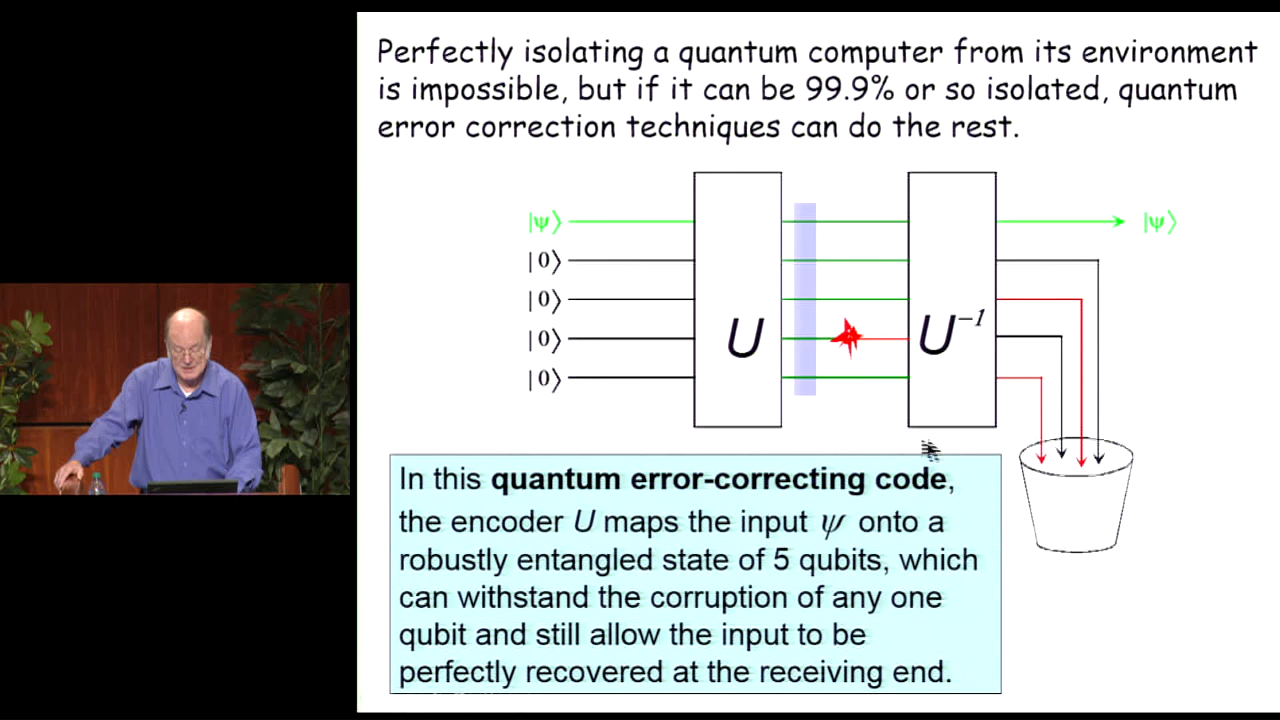 Perfectly isolating a quantum computer from its environment
is impossible, but if it can be 99.9% or so isolated, quantum
error correction techniques can do the rest.
|ψ⟩
|ψ⟩
|0⟩
|0⟩
|0⟩
|0⟩
U
U⁻¹
In this quantum error-correcting code,
the encoder U maps the input ψ onto a
robustly entangled state of 5 qubits, which
can withstand the corruption of any one
qubit and still allow the input to be
perfectly recovered at the receiving end.